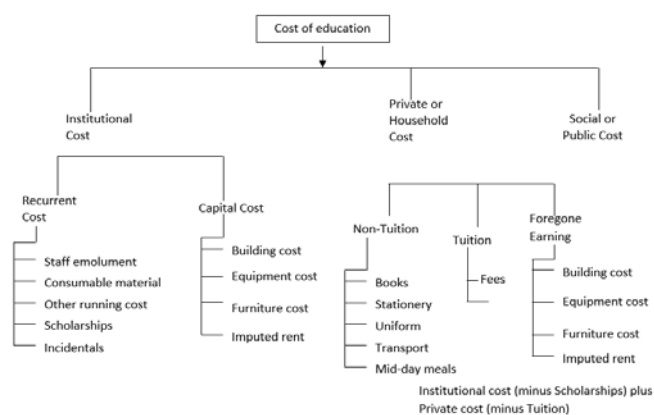 Cost of education
Institutional
Cost
Private or
Household
Cost
Social or
Public Cost
Recurrent
Cost
Staff emolument
Consumable material
Other running cost
Scholarships
Incidentals
Capital Cost
Building cost
Equipment cost
Furniture cost
Imputed rent
Non-Tuition
Books
Stationery
Uniform
Transport
Mid-day meals
Tuition
Fees
Foregone
Earning
Building cost
Equipment cost
Furniture cost
Imputed rent
Institutional cost (minus Scholarships) plus
Private cost (minus Tuition)